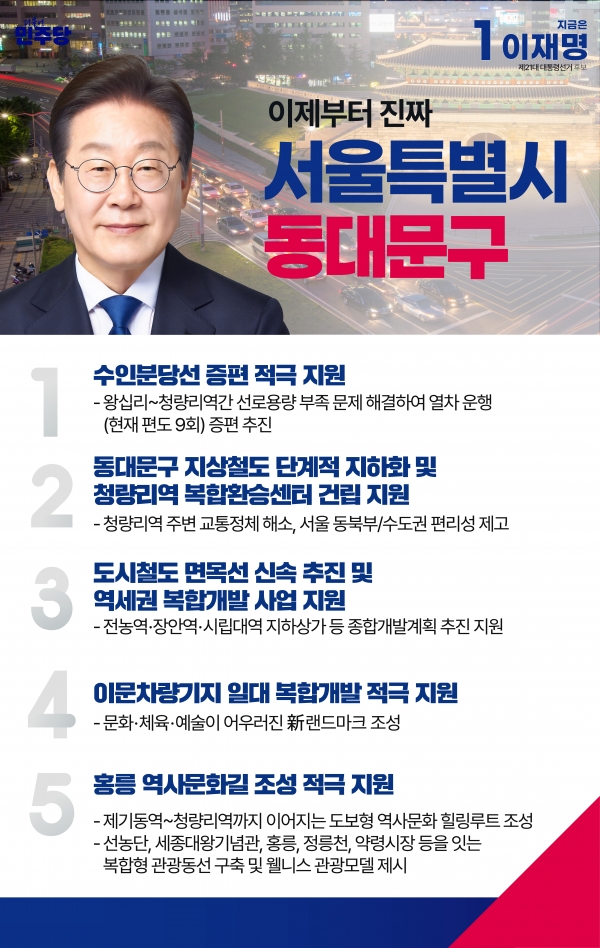 민주당
지금은
1 이재명
제21대 대통령선거 후보
이제부터 진짜
서울특별시
동대문구
1
수인분당선 증편 적극 지원
- 왕십리~청량리역간 선로용량 부족 문제 해결하여 열차 운행
(현재 편도 9회) 증편 추진
2
동대문구 지상철도 단계적 지하화 및
청량리역 복합환승센터 건립 지원
- 청량리역 주변 교통정체 해소, 서울 동북부/수도권 편리성 제고
3
도시철도 면목선 신속 추진 및
역세권 복합개발 사업 지원
- 전농역·장안역·시립대역 지하상가 등 종합개발계획 추진 지원
4
이문차량기지 일대 복합개발 적극 지원
- 문화·체육·예술이 어우러진 新랜드마크 조성
5
홍릉 역사문화길 조성 적극 지원
- 제기동역~청량리역까지 이어지는 도보형 역사문화 힐링루트 조성
- 선농단, 세종대왕기념관, 홍릉, 정릉천, 약령시장 등을 잇는
복합형 관광동선 구축 및 웰니스 관광모델 제시